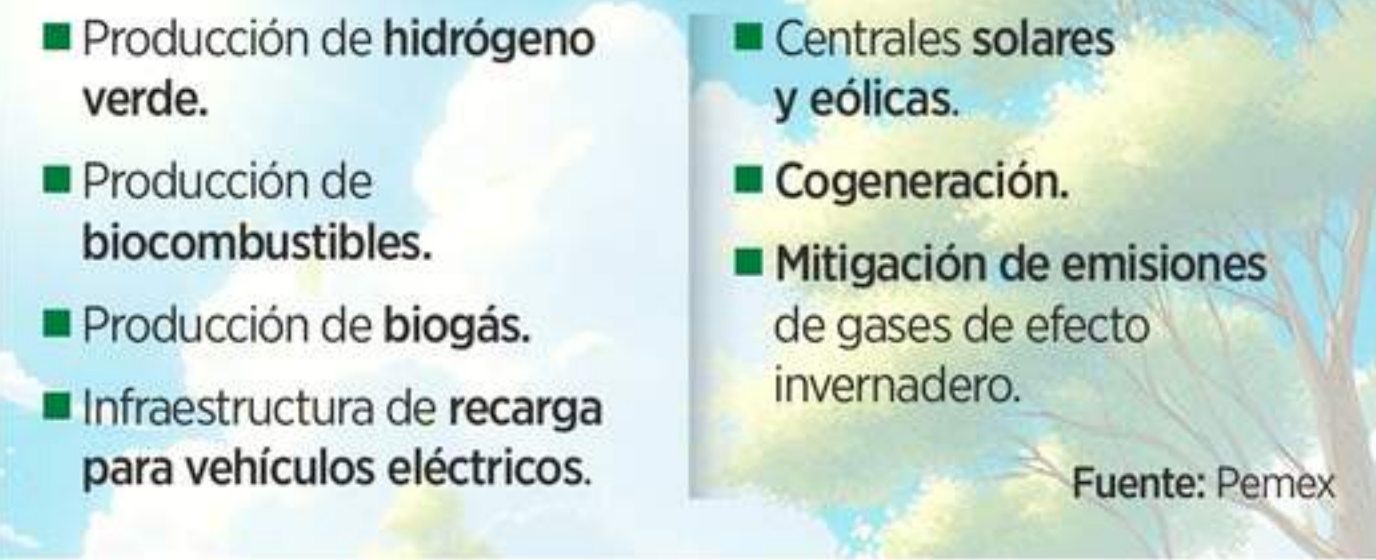 ■ Producción de hidrógeno
verde.
■ Producción de
biocombustibles.
■ Producción de biogás.
■ Infraestructura de recarga
para vehículos eléctricos.
■ Centrales solares
y eólicas.
■ Cogeneración.
■ Mitigación de emisiones
de gases de efecto
invernadero.
Fuente: Pemex